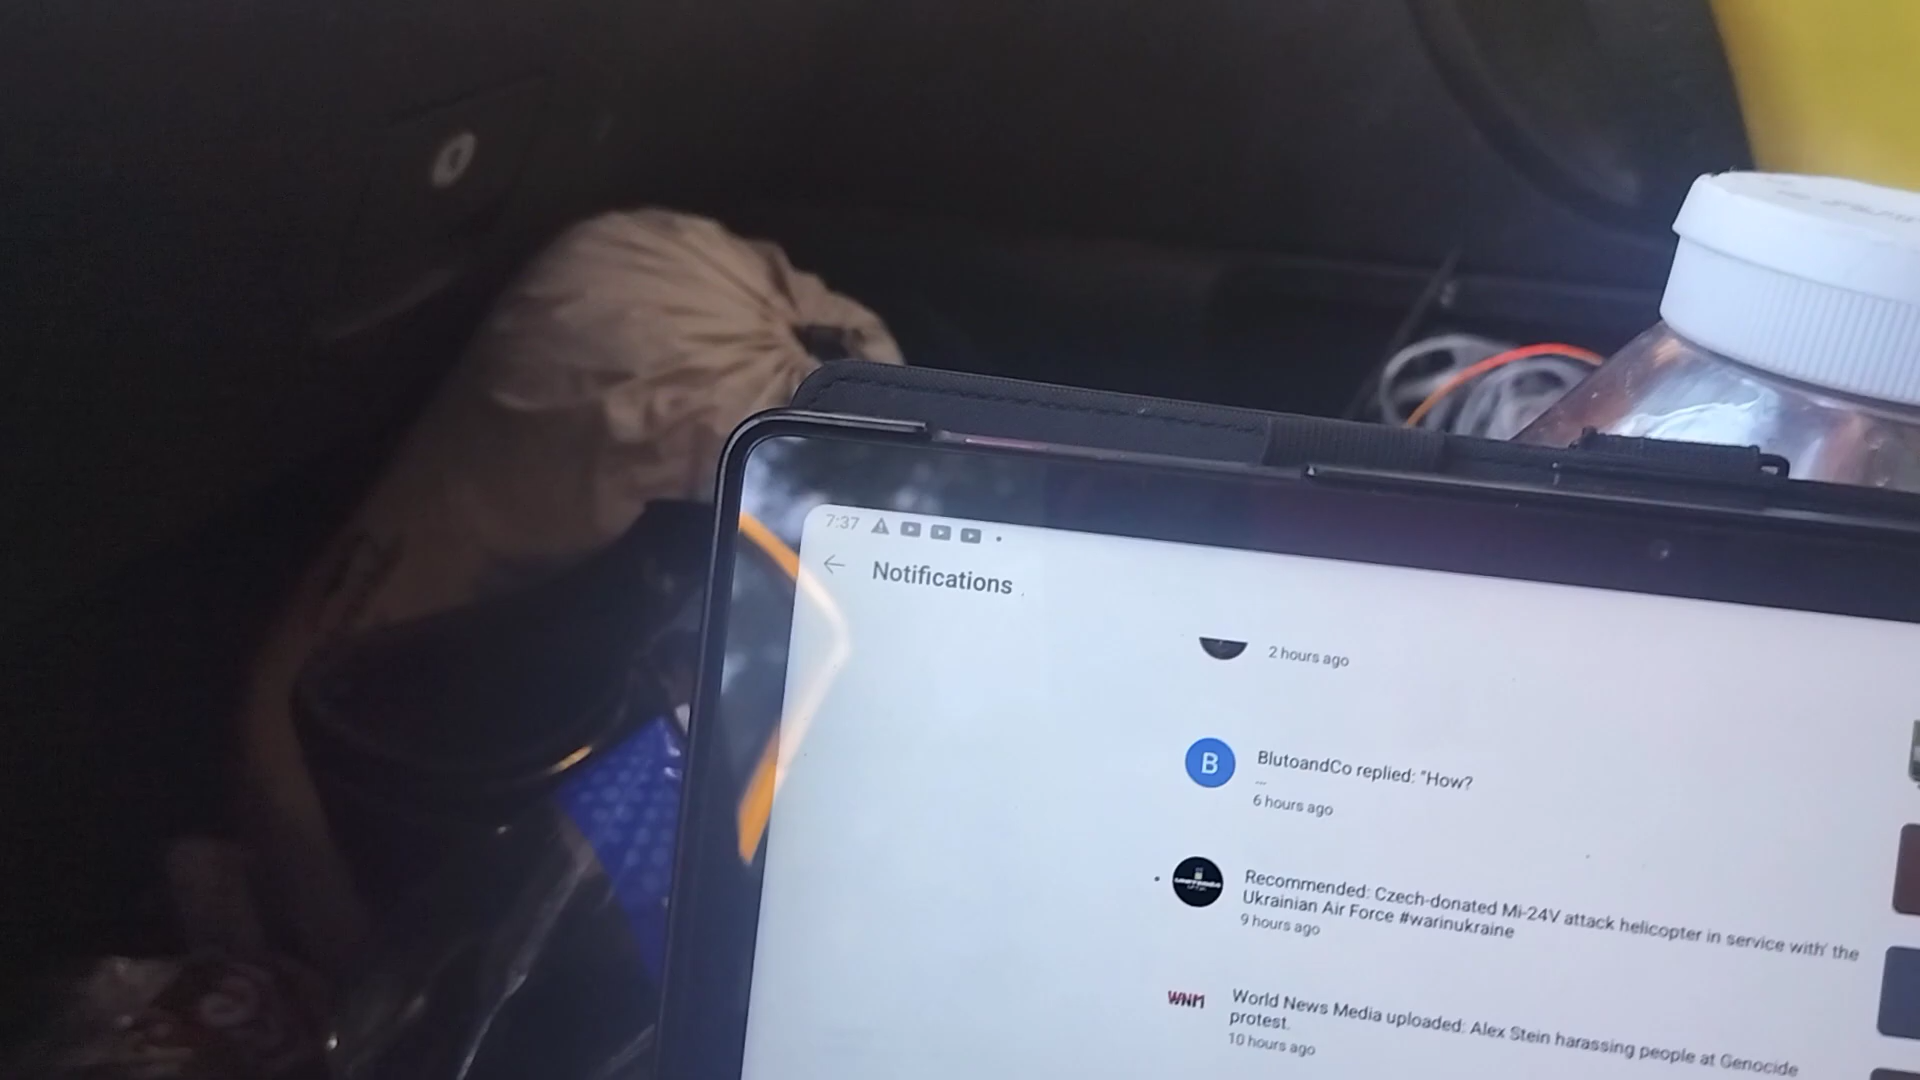 7:37
Notifications
2 hours ago
B
BlutoandCo replied: "How?
...
6 hours ago
Recommended: Czech-donated Mi-24V attack helicopter in service with the
Ukrainian Air Force #warinukraine
9 hours ago
WNM
World News Media uploaded: Alex Stein harassing people at Genocide
protest.
10 hours ago